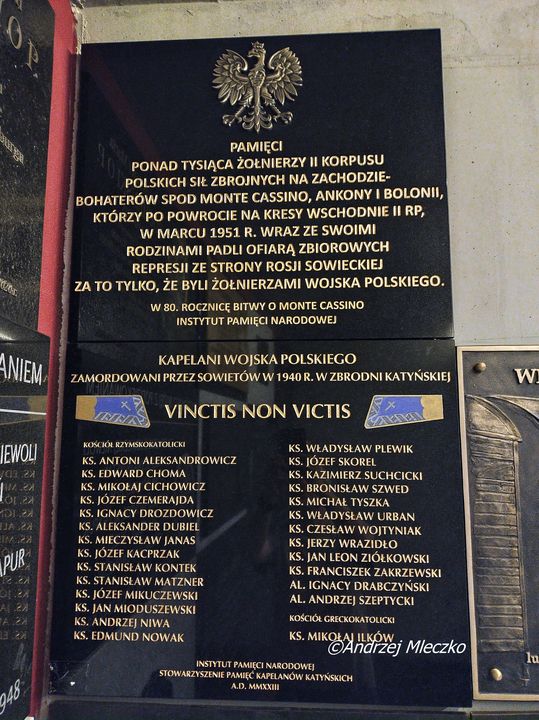 PAMIĘCI
PONAD TYSIĄCA ŻOŁNIERZY II KORPUSU
POLSKICH SIŁ ZBROJNYCH NA ZACHODZIE-
BOHATERÓW SPOD MONTE CASSINO, ANKONY I BOLONII,
KTÓRZY PO POWROCIE NA KRESY WSCHODNIE II RP,
W MARCU 1951 R. WRAZ ZE SWOIMI
RODZINAMI PADLI OFIARĄ ZBIOROWYCH
REPRESJI ZE STRONY ROSJI SOWIECKIEJ
ZA TO TYLKO, ŻE BYLI ŻOŁNIERZAMI WOJSKA POLSKIEGO.
W 80. ROCZNICĘ BITWY O MONTE CASSINO
INSTYTUT PAMIĘCI NARODOWEJ
KAPELANI WOJSKA POLSKIEGO
ZAMORDOWANI PRZEZ SOWIETÓW W 1940 R. W ZBRODNI KATYŃSKIEJ
VINCTIS NON VICTIS
KOŚCIÓŁ RZYMSKOKATOLICKI
KS. ANTONI ALEKSANDROWICZ
KS. EDWARD CHOMA
KS. MIKOŁAJ CICHOWICZ
KS. JÓZEF CZEMERAJDA
KS. IGNACY DROZDOWICZ
KS. ALEKSANDER DUBIEL
KS. MIECZYSŁAW JANAS
KS. JÓZEF KACPRZAK
KS. STANISŁAW KONTEK
KS. STANISŁAW MATZNER
KS. JÓZEF MIKUCZEWSKI
KS. JAN MIODUSZEWSKI
KS. ANDRZEJ NIWA
KS. EDMUND NOWAK
KS. WŁADYSŁAW PLEWIK
KS. JÓZEF SKOREL
KS. KAZIMIERZ SUCHCICKI
KS. BRONISŁAW SZWED
KS. MICHAŁ TYSZKA
KS. WŁADYSŁAW URBAN
KS. CZESŁAW WOJTYNIAK
KS. JERZY WRAZIDŁO
KS. JAN LEON ZIÓŁKOWSKI
KS. FRANCISZEK ZAKRZEWSKI
AL. IGNACY DRABCZYŃSKI
AL. ANDRZEJ SZEPTYCKI
KOŚCIÓŁ GRECKOKATOLICKI
KS. MIKOŁAJ ILKÓW
©Andrzej Mleczko
INSTYTUT PAMIĘCI NARODOWEJ
STOWARZYSZENIE PAMIĘĆ KAPELANÓW KATYŃSKICH
A.D. MMXXIII